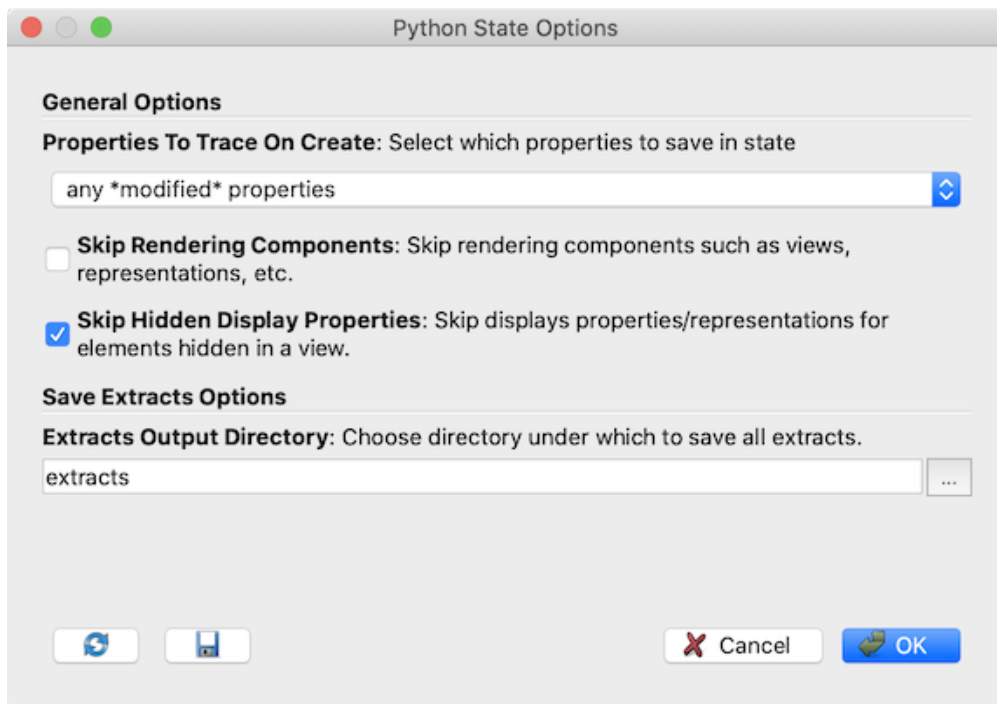 Python State Options
General Options
Properties To Trace On Create: Select which properties to save in state
any *modified* properties
Skip Rendering Components: Skip rendering components such as views,
representations, etc.
Skip Hidden Display Properties: Skip displays properties/representations for
elements hidden in a view.
Save Extracts Options
Extracts Output Directory: Choose directory under which to save all extracts.
extracts
...
Cancel
OK